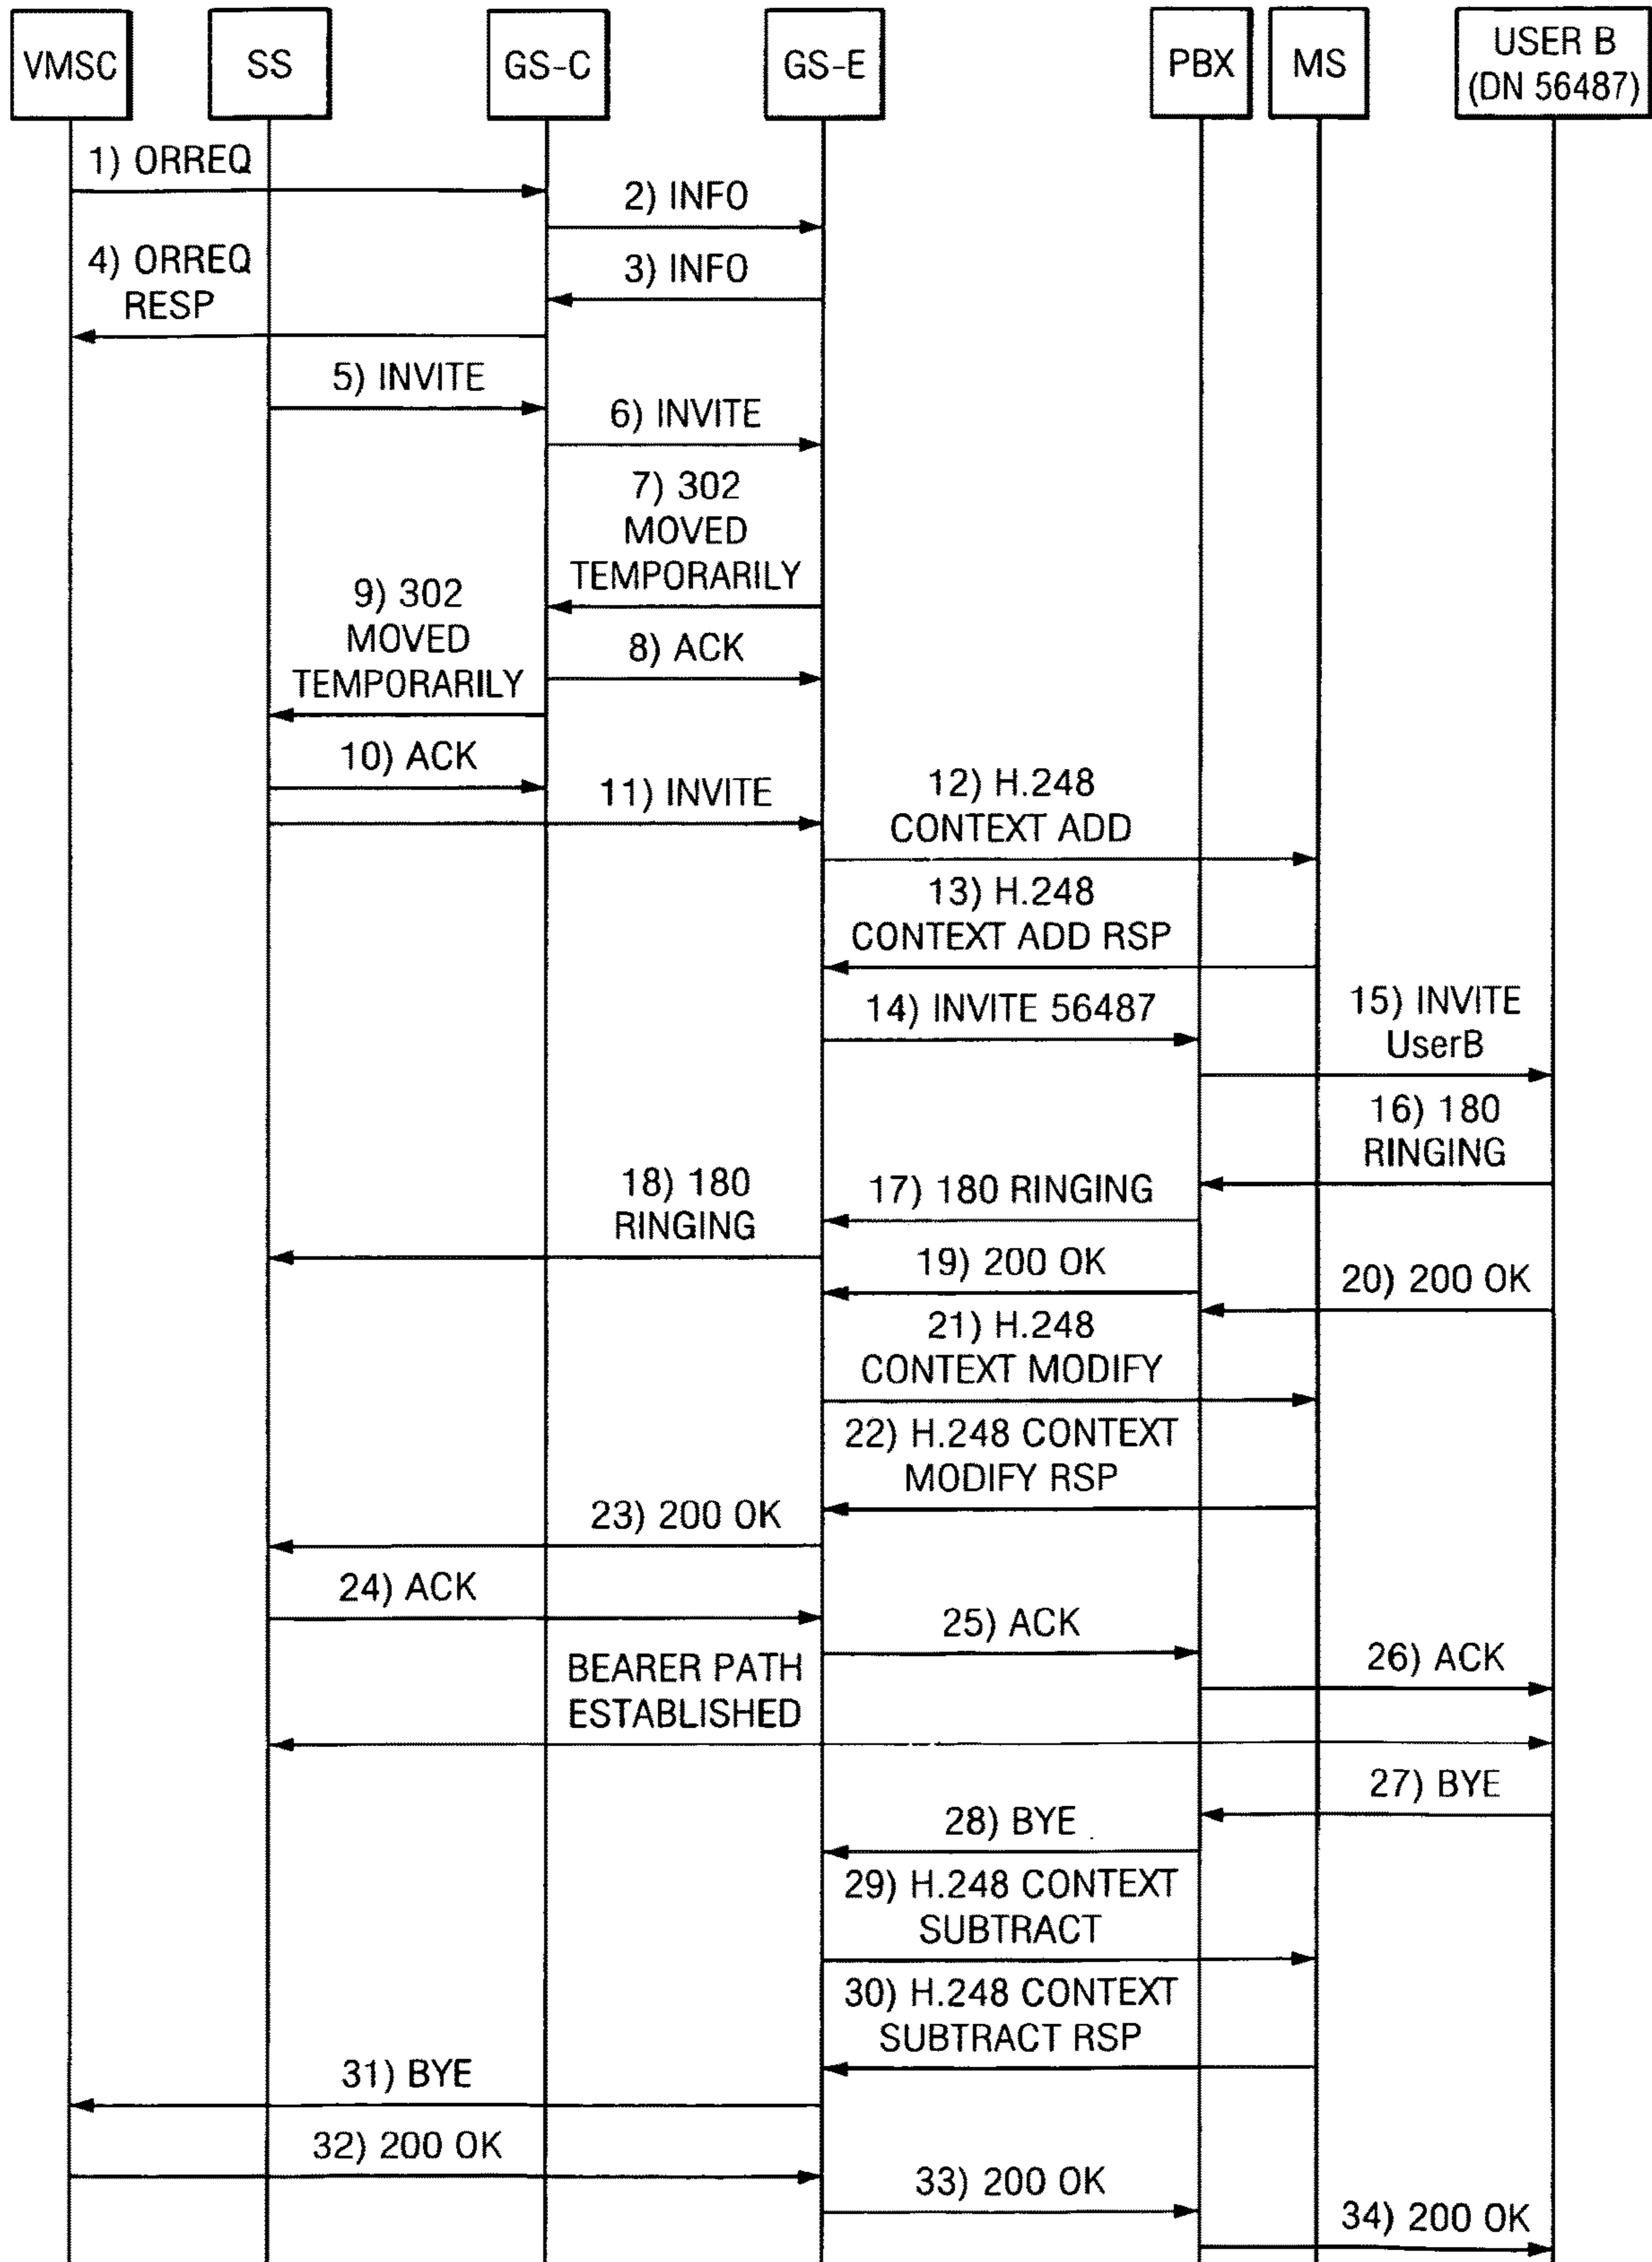 VMSC
SS
GS-C
GS-E
PBX
MS
USER B
(DN 56487)
1) ORREQ
2) INFO
4) ORREQ
RESP
3) INFO
5) INVITE
6) INVITE
7) 302
MOVED
TEMPORARILY
9) 302
MOVED
TEMPORARILY
8) ACK
10) ACK
11) INVITE
12) H.248
CONTEXT ADD
13) H.248
CONTEXT ADD RSP
14) INVITE 56487
15) INVITE
UserB
16) 180
RINGING
18) 180
RINGING
17) 180 RINGING
19) 200 OK
20) 200 OK
21) H.248
CONTEXT MODIFY
22) H.248 CONTEXT
MODIFY RSP
23) 200 OK
24) ACK
25) ACK
26) ACK
BEARER PATH
ESTABLISHED
27) BYE
28) BYE
29) H.248 CONTEXT
SUBTRACT
30) H.248 CONTEXT
SUBTRACT RSP
31) BYE
32) 200 OK
33) 200 OK
34) 200 OK